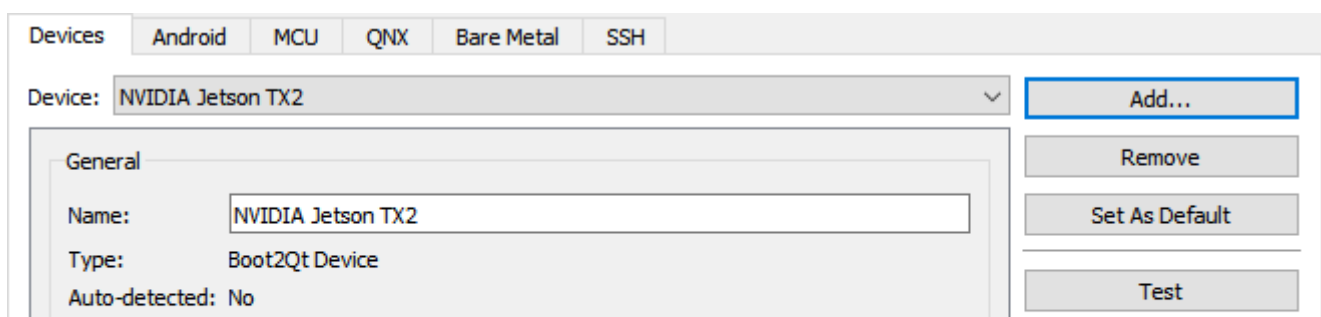 Devices Android MCU QNX Bare Metal SSH
Device: NVIDIA Jetson TX2 Add...
General Remove
Name: NVIDIA Jetson TX2 Set As Default
Type: Boot2Qt Device
Auto-detected: No Test